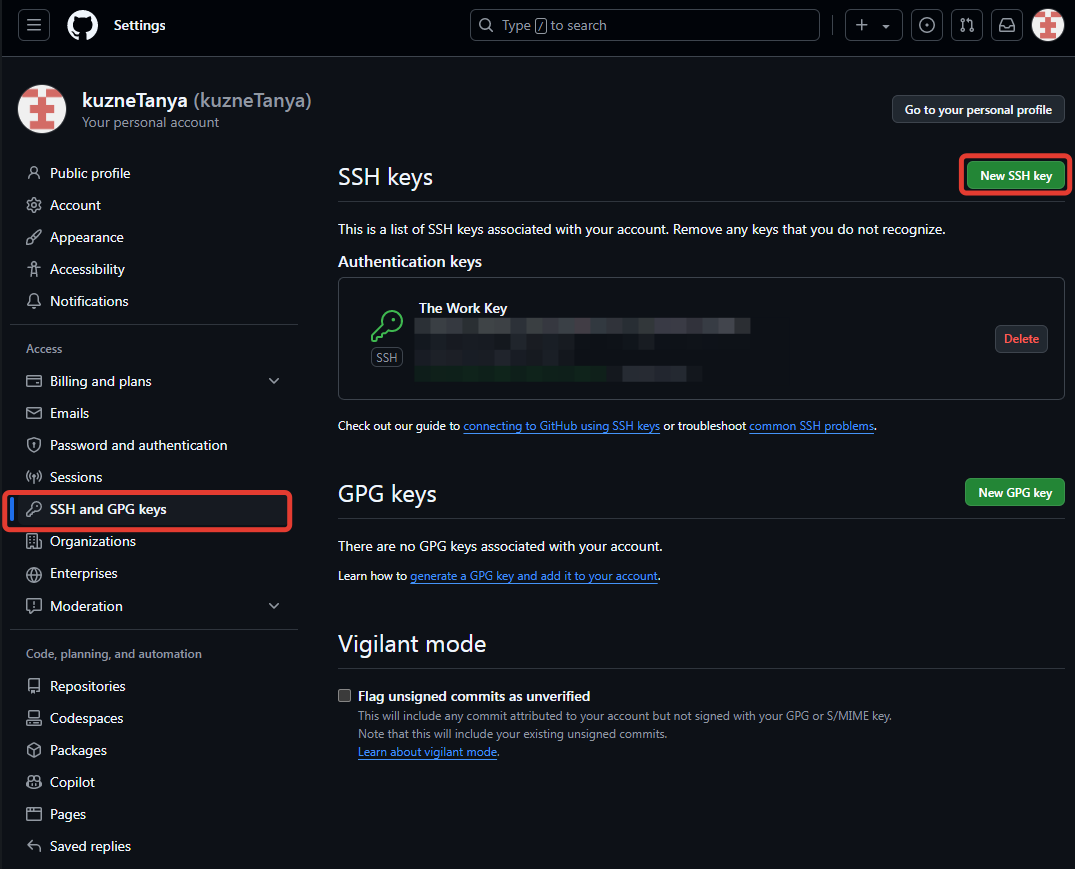 Settings
Type / to search
kuzneTanya (kuzneTanya)
Your personal account
Go to your personal profile
Public profile
Account
Appearance
Accessibility
Notifications
Access
Billing and plans
Emails
Password and authentication
Sessions
SSH and GPG keys
Organizations
Enterprises
Moderation
Code, planning, and automation
Repositories
Codespaces
Packages
Copilot
Pages
Saved replies
SSH keys
New SSH key
This is a list of SSH keys associated with your account. Remove any keys that you do not recognize.
Authentication keys
The Work Key
SSH
Delete
Check out our guide to connecting to GitHub using SSH keys or troubleshoot common SSH problems.
GPG keys
New GPG key
There are no GPG keys associated with your account.
Learn how to generate a GPG key and add it to your account.
Vigilant mode
Flag unsigned commits as unverified
This will include any commit attributed to your account but not signed with your GPG or S/MIME key.
Note that this will include your existing unsigned commits.
Learn about vigilant mode.